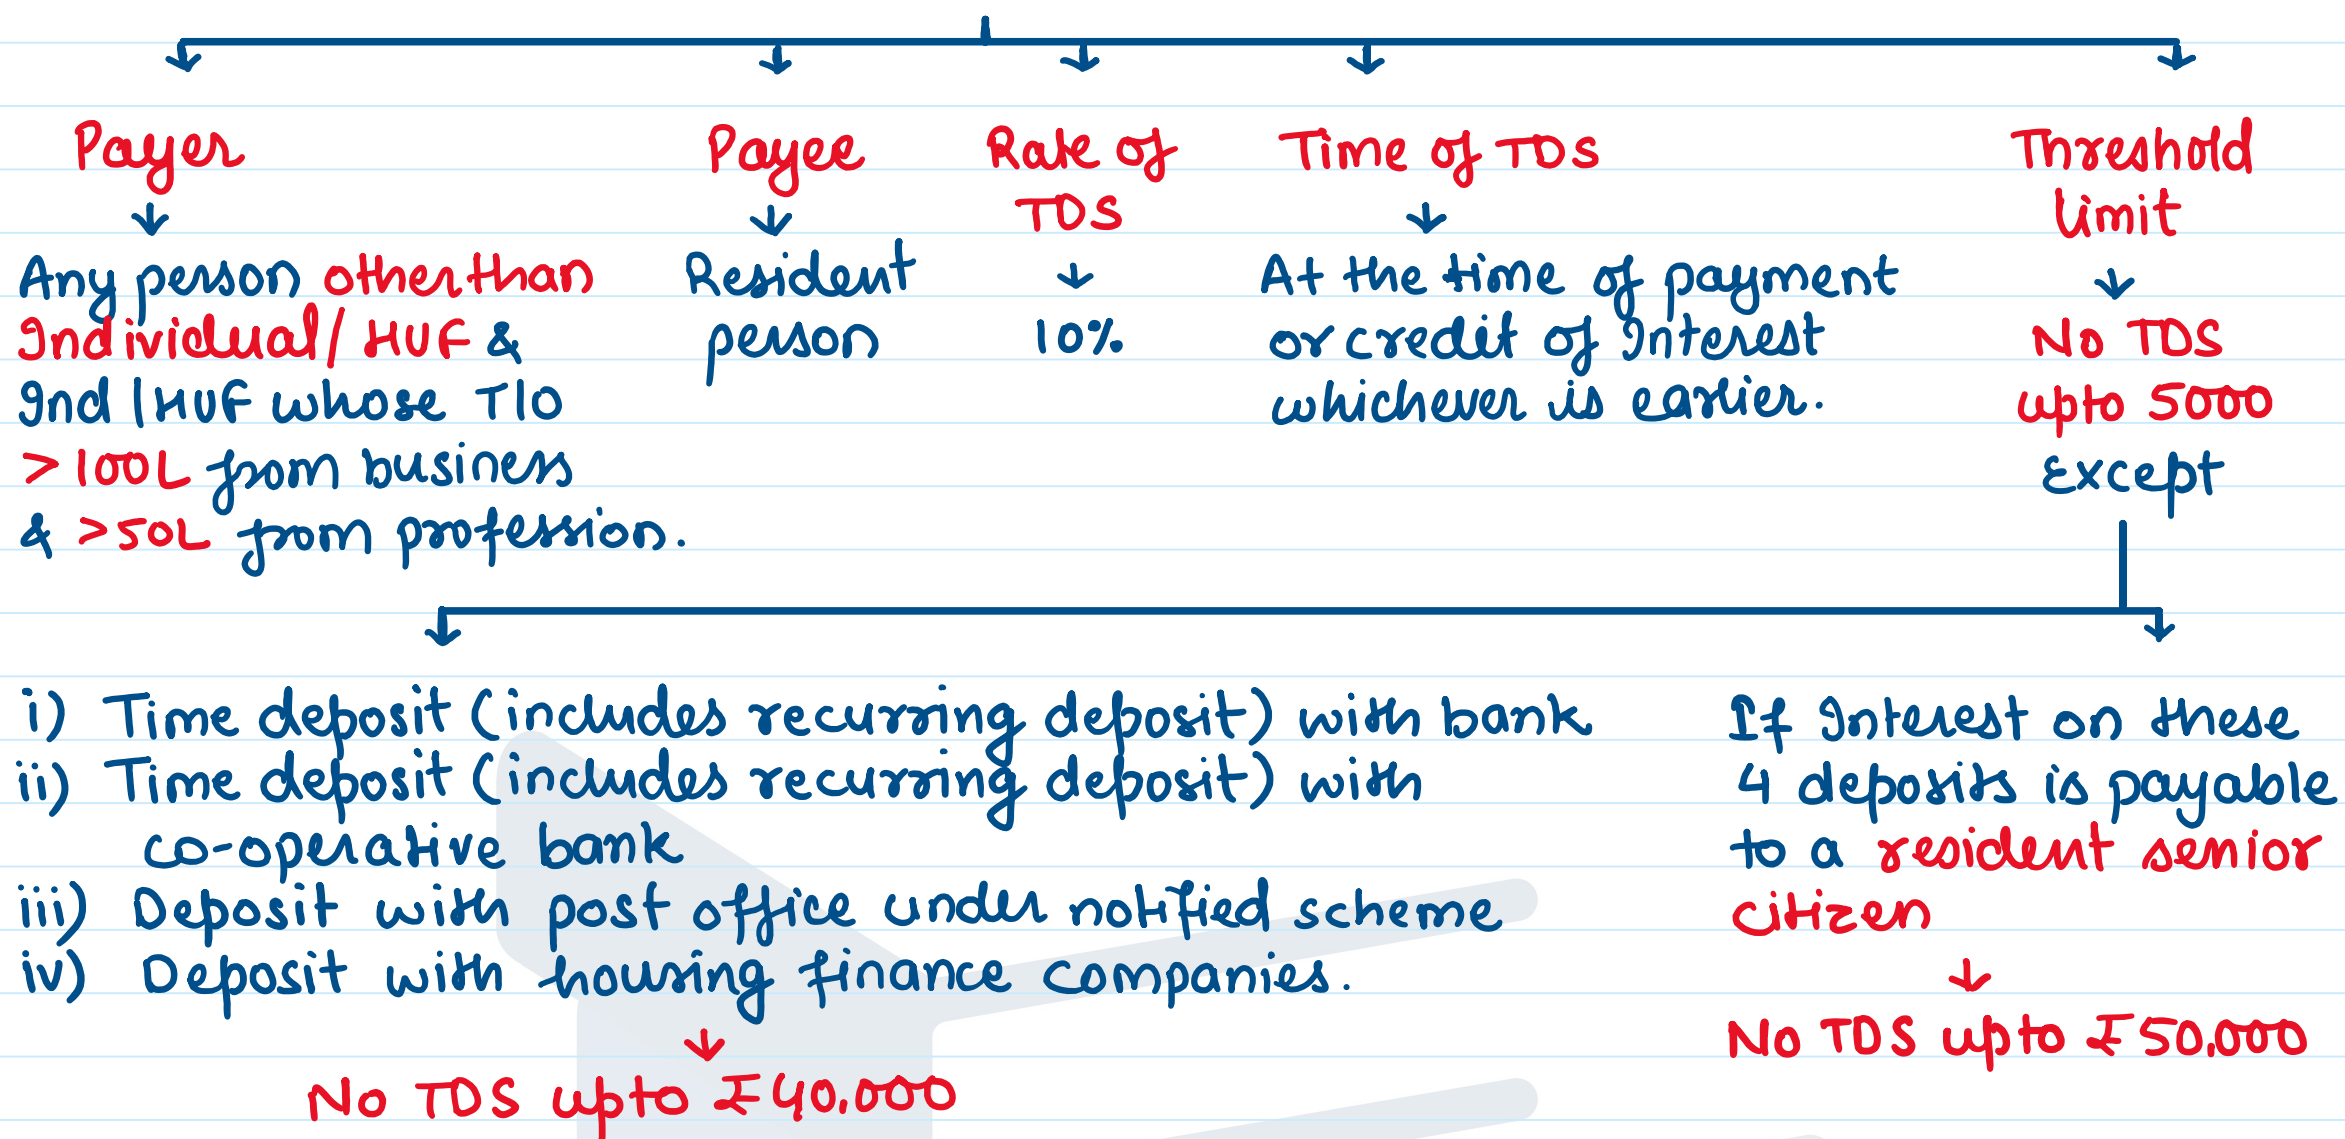 Payer
Payee
Rate of
TDS
Time of TDS
Threshold
limit
Any person other than
Individual/HUF &
Ind/HUF whose T/O
>100L from business
& >50L from profession.
Resident
person
10%
At the time of payment
or credit of Interest
whichever is earlier.
No TDS
upto 5000
Except
i) Time deposit (includes recurring deposit) with bank
ii) Time deposit (includes recurring deposit) with
co-operative bank
iii) Deposit with post office under notified scheme
iv) Deposit with housing finance companies.
No TDS upto ₹40,000
If Interest on these
4 deposits is payable
to a resident senior
citizen
No TDS upto ₹50,000